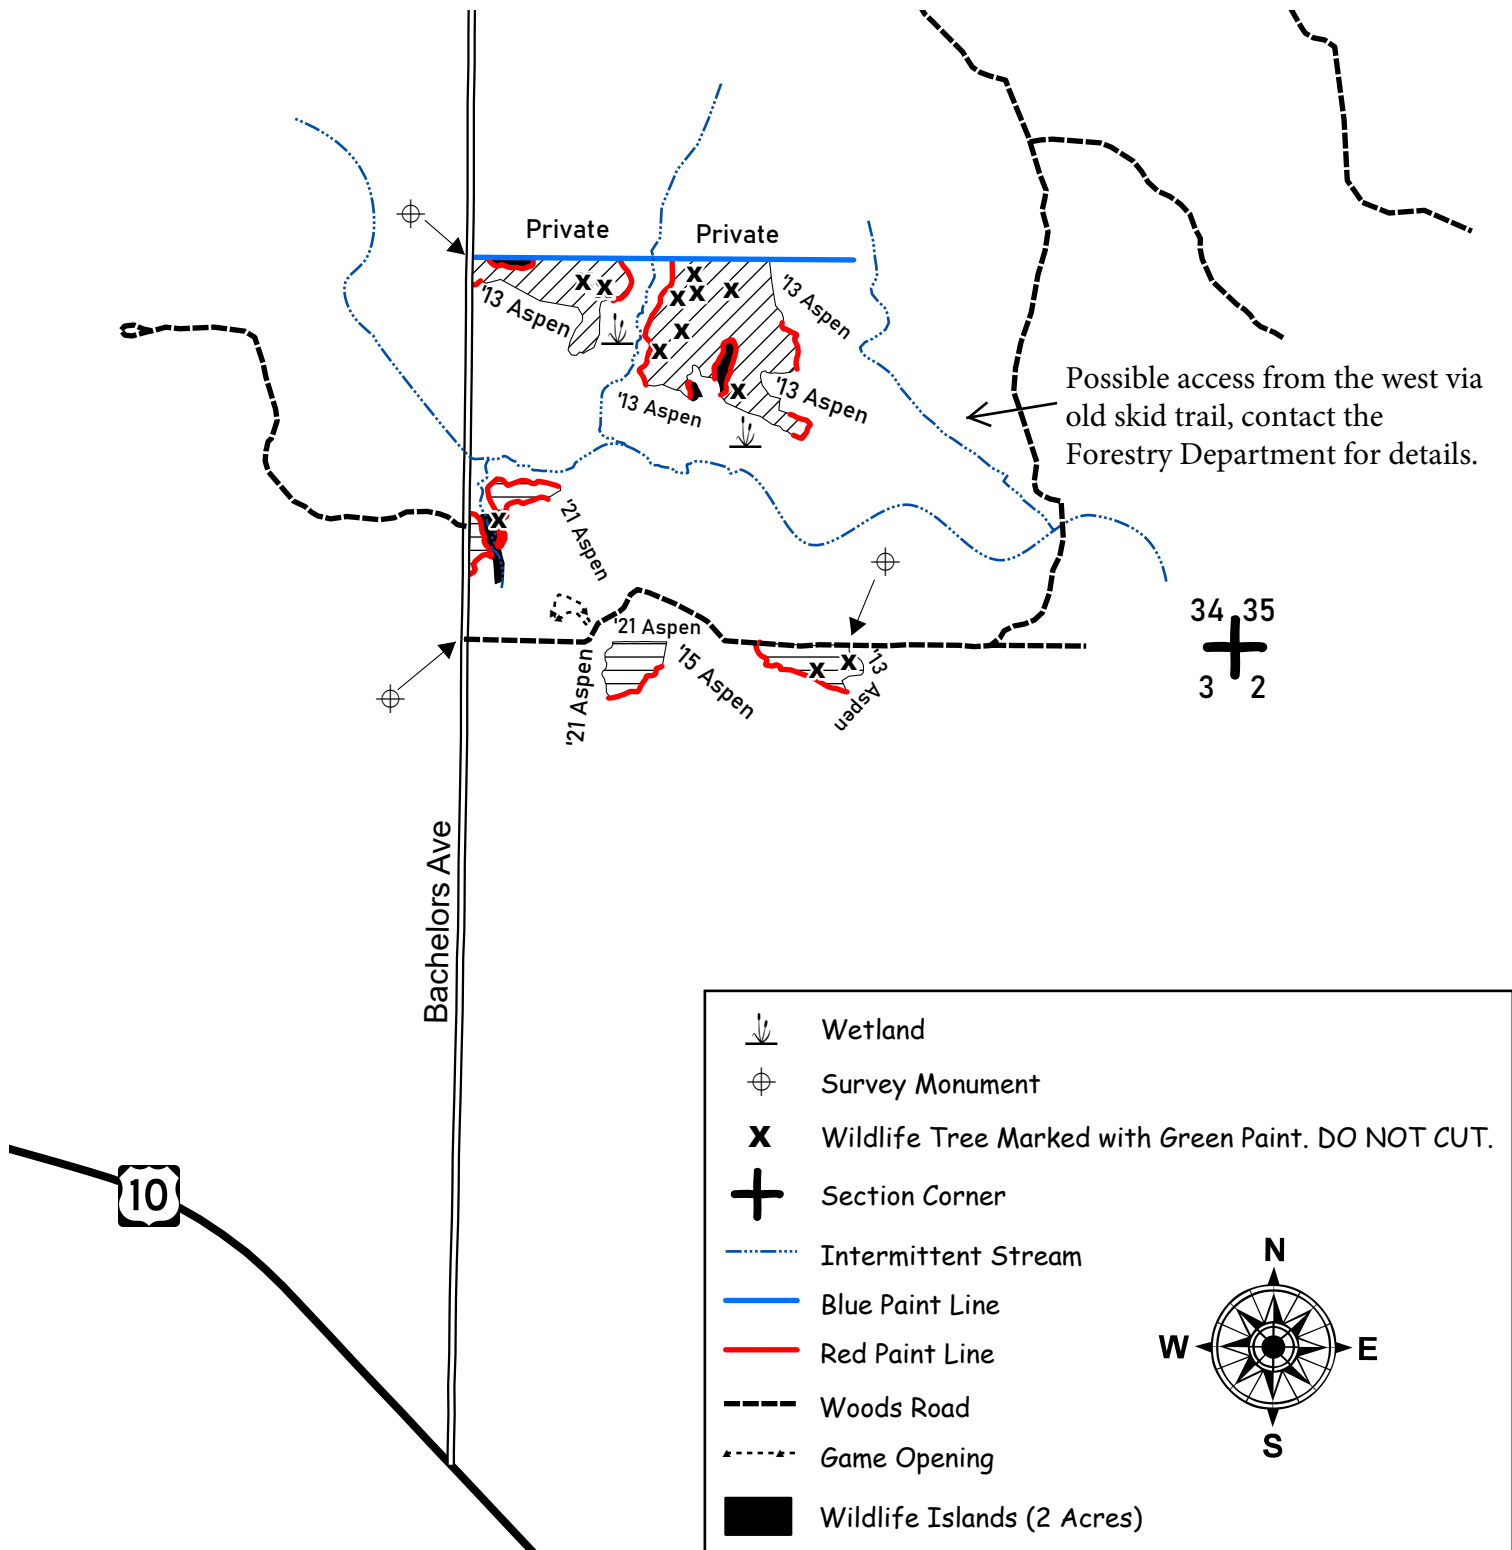 Private
Private
'13 Aspen
'13 Aspen
'13 Aspen
'13 Aspen
Possible access from the west via
old skid trail, contact the
Forestry Department for details.
'21 Aspen
34 35
3 2
'21 Aspen
'21 Aspen
'15 Aspen
'13 Aspen
Bachelors Ave
10
Wetland
Survey Monument
X Wildlife Tree Marked with Green Paint. DO NOT CUT.
Section Corner
Intermittent Stream
Blue Paint Line
Red Paint Line
Woods Road
Game Opening
Wildlife Islands (2 Acres)
N
W E
S